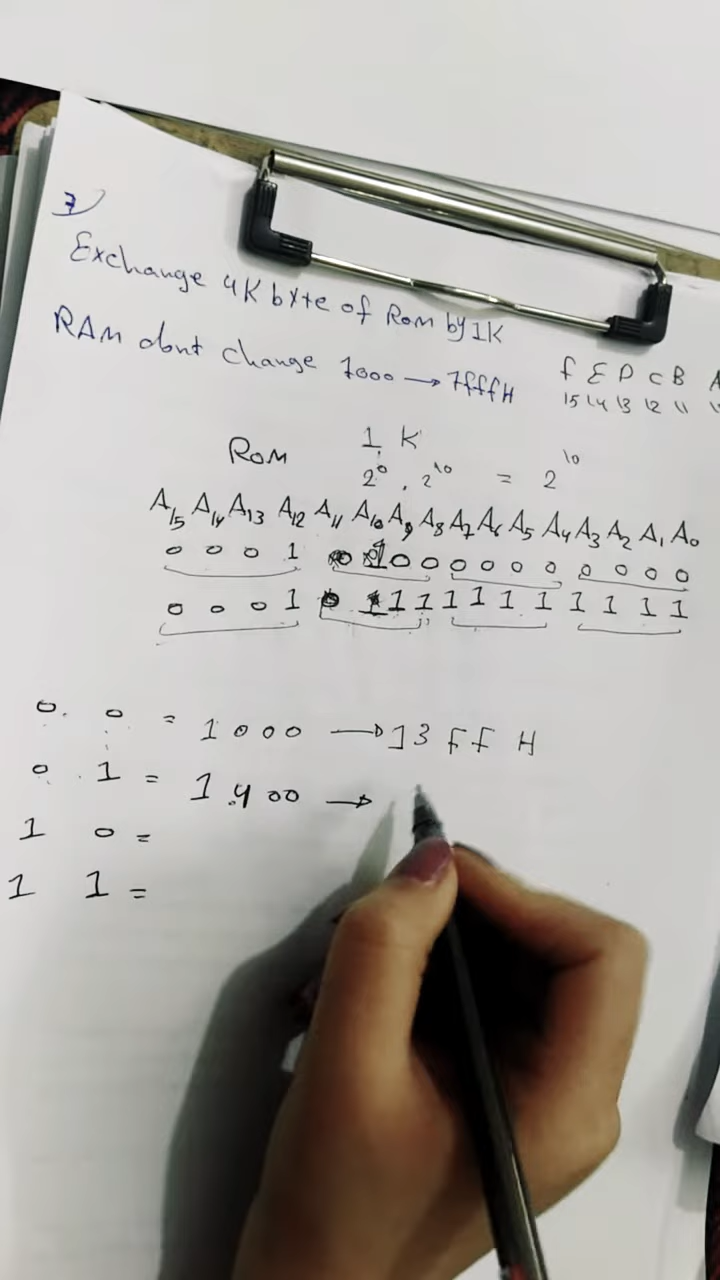 7)
Exchange 4K byte of Rom by 1K
RAM dont change 7000 → 7fffH
f E D C B A
15 14 13 12 11
Rom 1 K
2⁰ . 2¹⁰ = 2¹⁰
A15 A14 A13 A12 A11 A10 A9 A8 A7 A6 A5 A4 A3 A2 A1 A0
0 0 0 1 0 1 0 0 0 0 0 0 0 0 0 0
0 0 0 1 0 1 1 1 1 1 1 1 1 1 1 1
0 0 = 1000 → 13ffH
0 1 = 1400 →
1 0 =
1 1 =